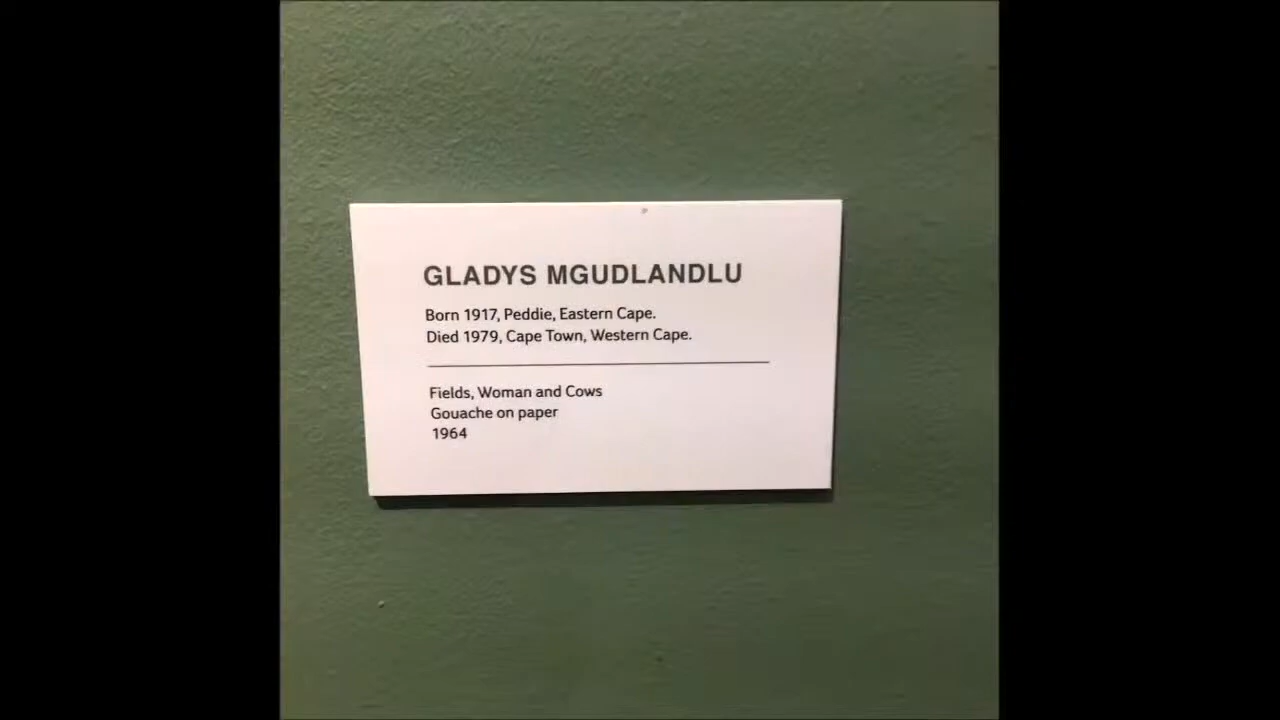 GLADYS MGUDLANDLU
Born 1917, Peddie, Eastern Cape.
Died 1979, Cape Town, Western Cape.
Fields, Woman and Cows
Gouache on paper
1964